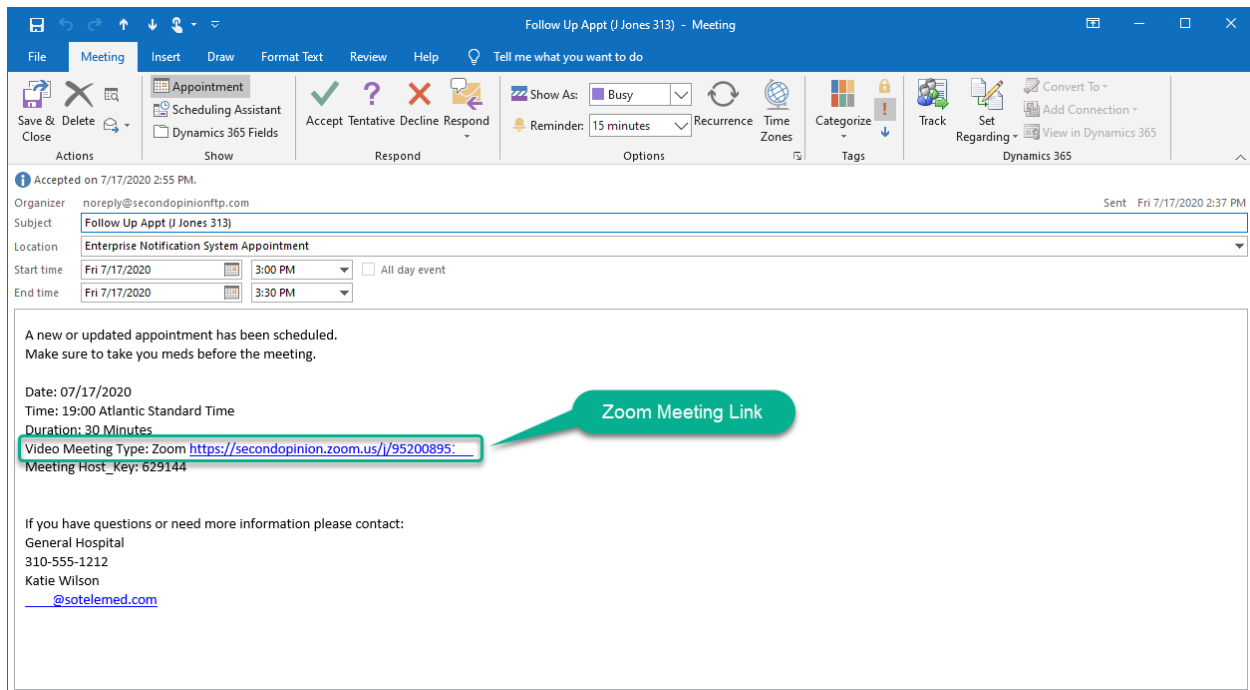 Follow Up Appt (J Jones 313) - Meeting
File Meeting Insert Draw Format Text Review Help Tell me what you want to do
Save & Close
Delete
Actions
Appointment
Scheduling Assistant
Dynamics 365 Fields
Show
Accept Tentative Decline Respond
Respond
Show As: Busy
Reminder: 15 minutes
Recurrence
Time Zones
Options
Categorize
Tags
Track
Set Regarding
Convert To
Add Connection
View in Dynamics 365
Dynamics 365
Accepted on 7/17/2020 2:55 PM.
Organizer noreply@secondopinionftp.com Sent Fri 7/17/2020 2:37 PM
Subject Follow Up Appt (J Jones 313)
Location Enterprise Notification System Appointment
Start time Fri 7/17/2020 3:00 PM All day event
End time Fri 7/17/2020 3:30 PM
A new or updated appointment has been scheduled.
Make sure to take you meds before the meeting.
Date: 07/17/2020
Time: 19:00 Atlantic Standard Time
Duration: 30 Minutes
Video Meeting Type: Zoom https://secondopinion.zoom.us/j/95200895
Meeting Host_Key: 629144
Zoom Meeting Link
If you have questions or need more information please contact:
General Hospital
310-555-1212
Katie Wilson
@sotelemed.com